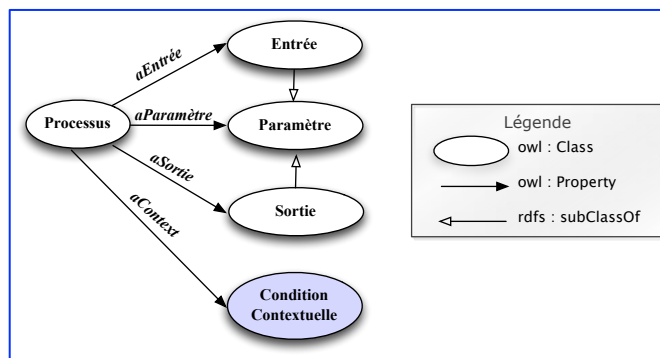 Entrée
aEntrée
Processus
aParamètre
Paramètre
aSortie
Sortie
aContext
Condition
Contextuelle
Légende
owl : Class
owl : Property
rdfs : subClassOf